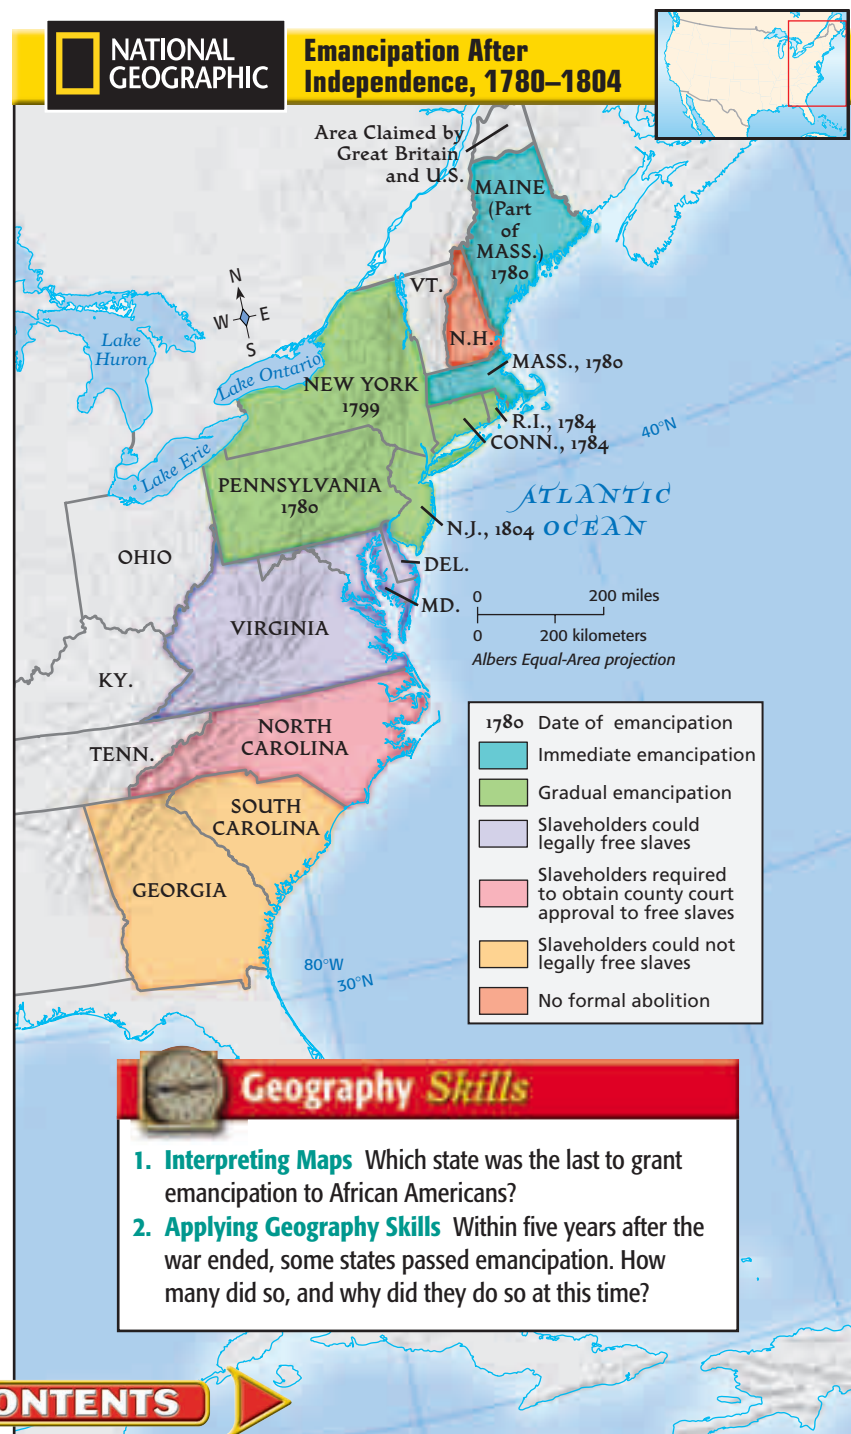 NATIONAL
GEOGRAPHIC
Emancipation After
Independence, 1780–1804
Area Claimed by
Great Britain
and U.S.
MAINE
(Part
of
MASS.)
1780
VT.
N.H.
N
W
E
S
Lake
Huron
Lake Ontario
NEW YORK
1799
MASS., 1780
R.I., 1784
CONN., 1784
40°N
Lake Erie
PENNSYLVANIA
1780
ATLANTIC
OCEAN
N.J., 1804
OHIO
DEL.
MD.
0
200 miles
0
200 kilometers
Albers Equal-Area projection
VIRGINIA
KY.
TENN.
NORTH
CAROLINA
SOUTH
CAROLINA
GEORGIA
80°W
30°N
1780 Date of emancipation
Immediate emancipation
Gradual emancipation
Slaveholders could
legally free slaves
Slaveholders required
to obtain county court
approval to free slaves
Slaveholders could not
legally free slaves
No formal abolition
Geography Skills
1. Interpreting Maps Which state was the last to grant
emancipation to African Americans?
2. Applying Geography Skills Within five years after the
war ended, some states passed emancipation. How
many did so, and why did they do so at this time?
ONTENTS